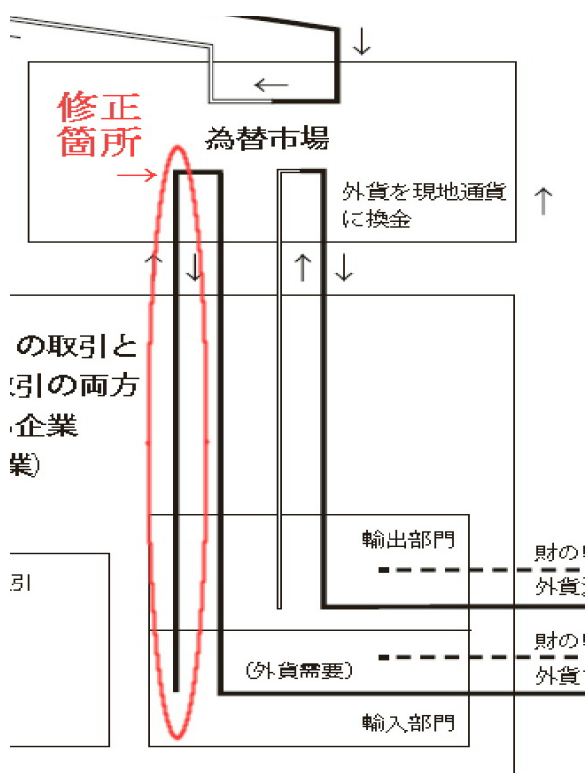 修正
箇所
→
為替市場
外貨を現地通貨
に換金
の取引と
引の両方
企業
業）
引
輸出部門
財の
外貨
財の
（外貨需要）
外貨
輸入部門